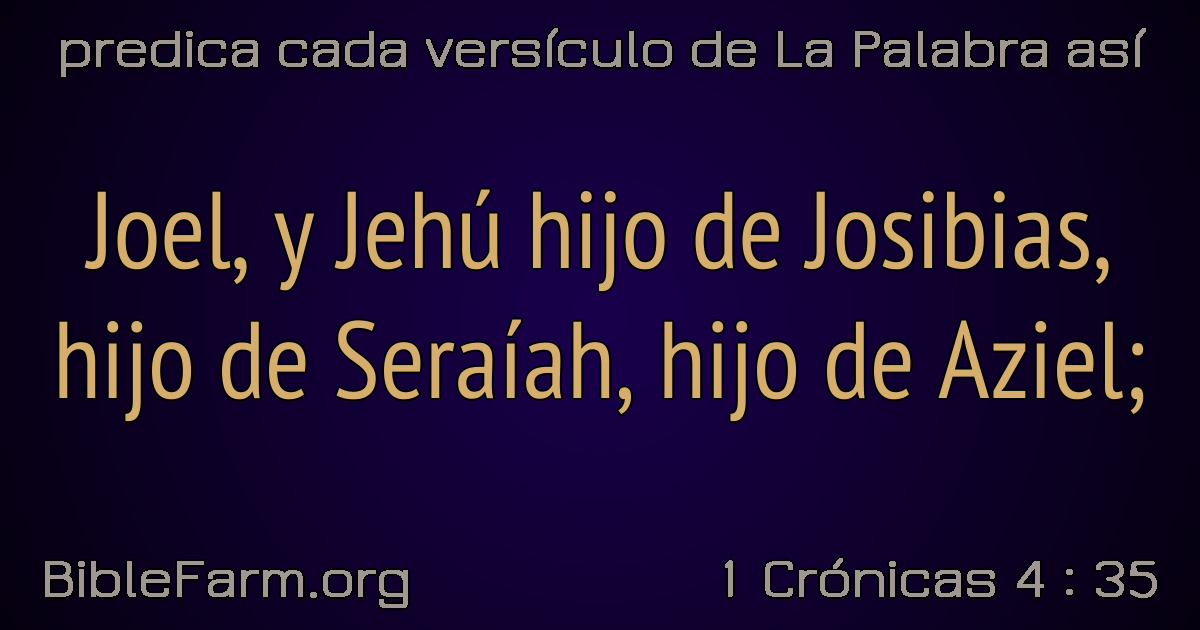 predica cada versículo de La Palabra así
Joel, y Jehú hijo de Josibias,
hijo de Seraíah, hijo de Aziel;
BibleFarm.org
1 Crónicas 4 : 35